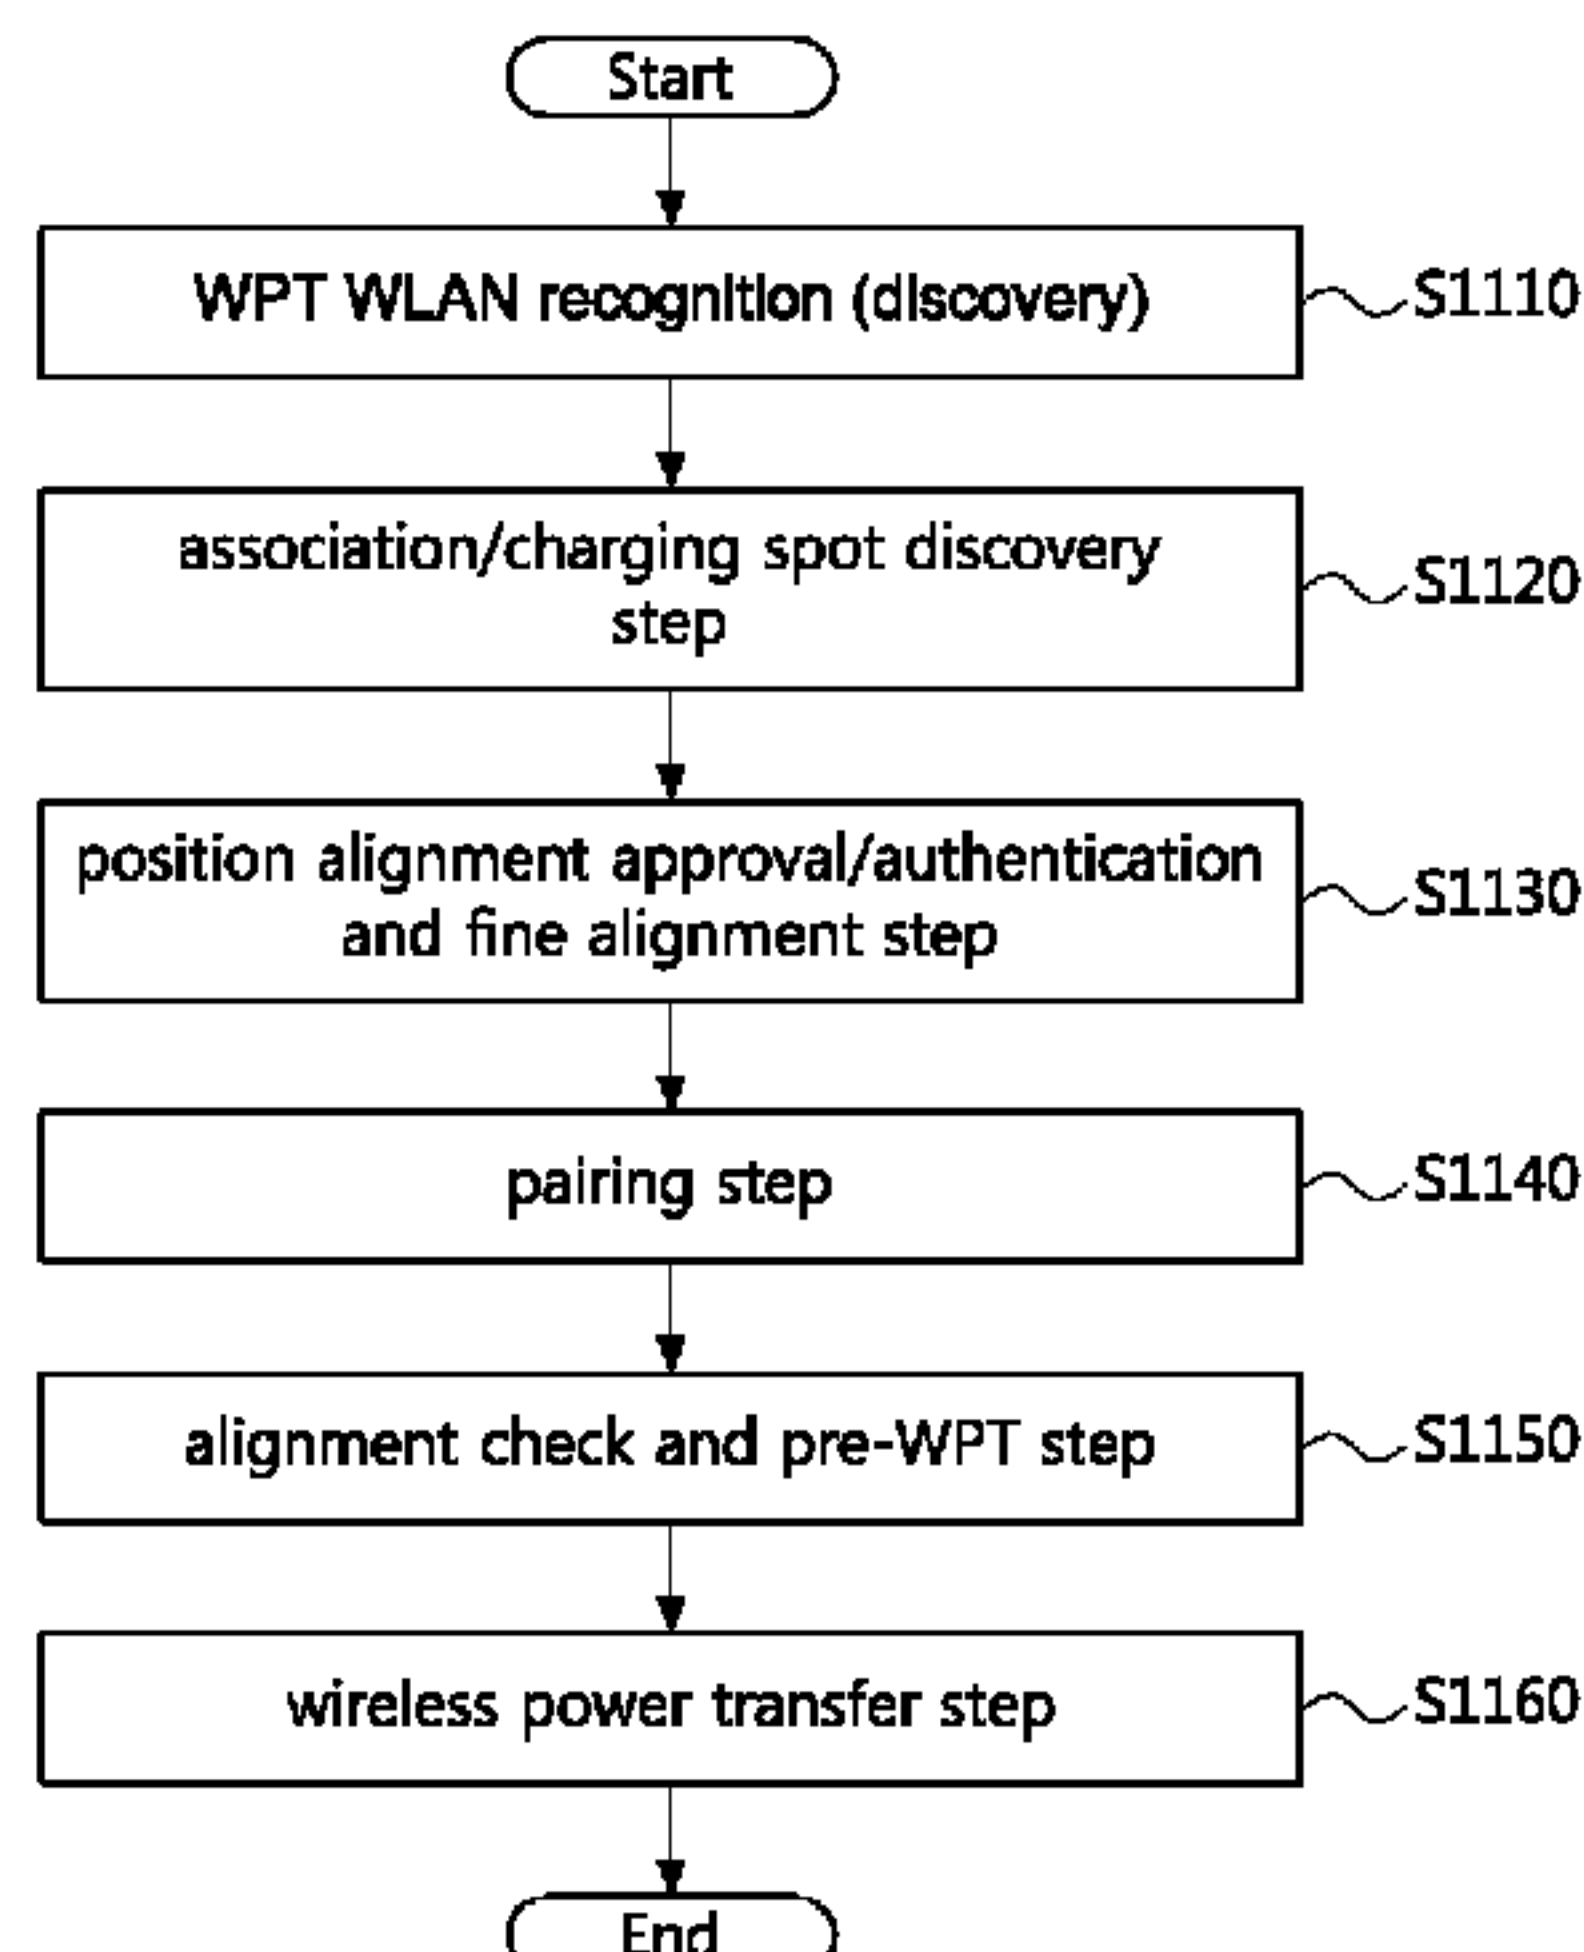 Start
WPT WLAN recognition (discovery)
S1110
association/charging spot discovery
step
S1120
position alignment approval/authentication
and fine alignment step
S1130
pairing step
S1140
alignment check and pre-WPT step
S1150
wireless power transfer step
S1160
End